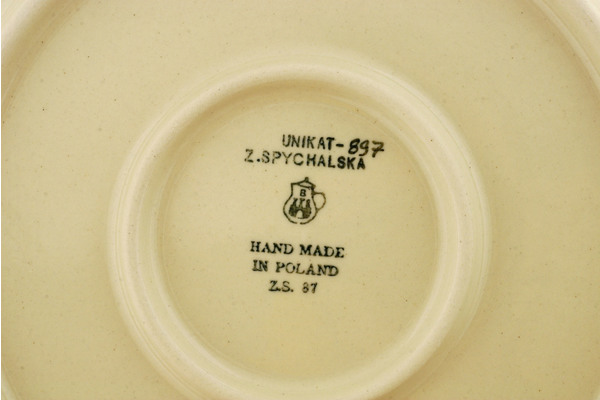 UNIKAT-897
Z.SPYCHALSKA
B
HAND MADE
IN POLAND
Z.S. 87